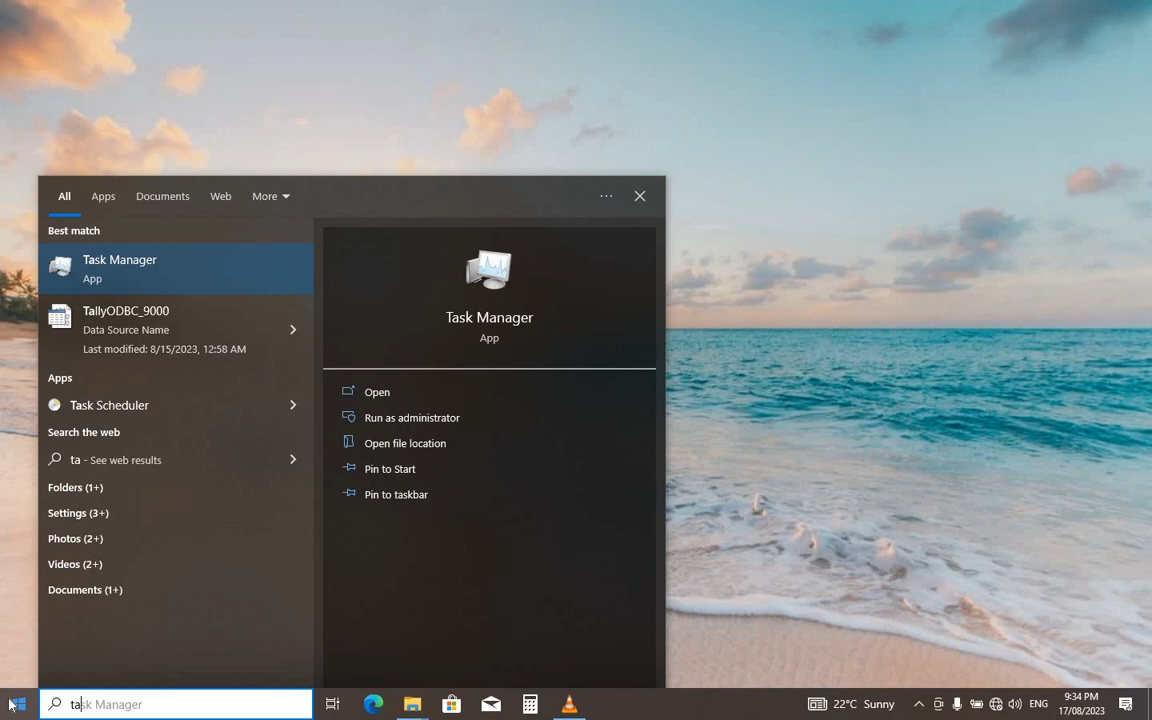 All Apps Documents Web More
Best match
Task Manager
App
TallyODBC_9000
Data Source Name
Last modified: 8/15/2023, 12:58 AM
Apps
Task Scheduler
Search the web
ta - See web results
Folders (1+)
Settings (3+)
Photos (2+)
Videos (2+)
Documents (1+)
Task Manager
App
Open
Run as administrator
Open file location
Pin to Start
Pin to taskbar
task Manager
22°C Sunny
ENG
9:34 PM
17/08/2023